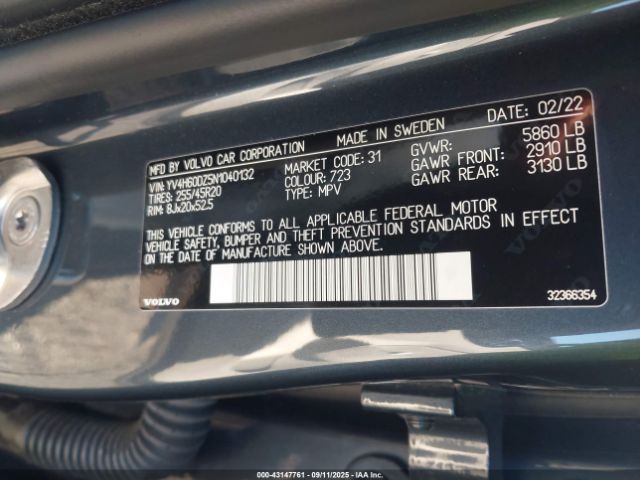 DATE: 02/22
MFD BY VOLVO CAR CORPORATION MADE IN SWEDEN
VIN: YV4H60DZ5N1040132 MARKET CODE: 31 GVWR: 5860 LB
TIRES: 255/45R20 COLOUR: 723 GAWR FRONT: 2910 LB
RIM: 8Jx20x52.5 TYPE: MPV GAWR REAR: 3130 LB
THIS VEHICLE CONFORMS TO ALL APPLICABLE FEDERAL MOTOR
VEHICLE SAFETY, BUMPER AND THEFT PREVENTION STANDARDS IN EFFECT
ON THE DATE OF MANUFACTURE SHOWN ABOVE.
VOLVO 32366354
00-43147761 - 09/11/2025 - IAAI, INC.